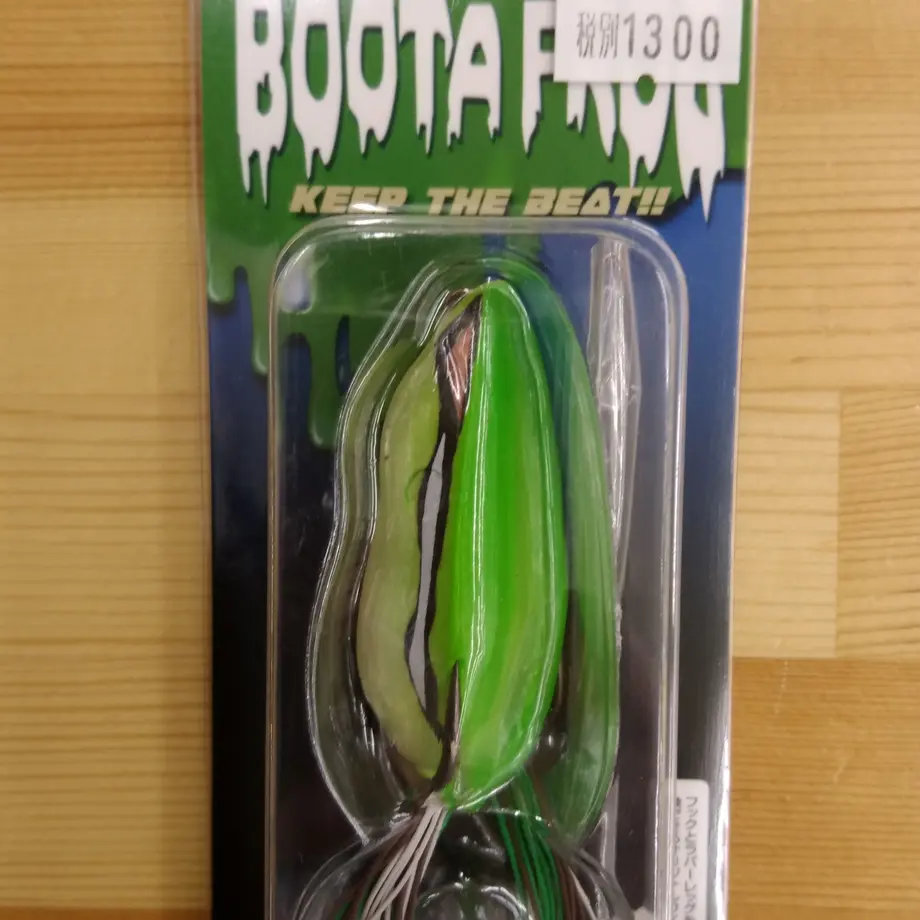 BOOTA FROG
税別1300
KEEP THE BEAT!!